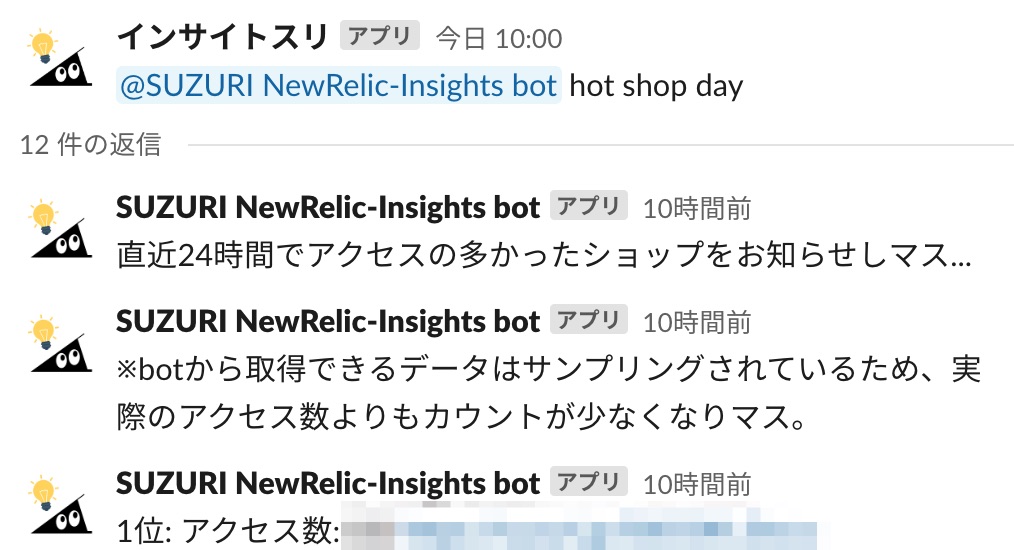 インサイトスリ アプリ 今日 10:00
@SUZURI NewRelic-Insights bot hot shop day
12 件の返信
SUZURI NewRelic-Insights bot アプリ 10時間前
直近24時間でアクセスの多かったショップをお知らせしマス...
SUZURI NewRelic-Insights bot アプリ 10時間前
※botから取得できるデータはサンプリングされているため、実
際のアクセス数よりもカウントが少なくなりマス。
SUZURI NewRelic-Insights bot アプリ 10時間前
1位: アクセス数: